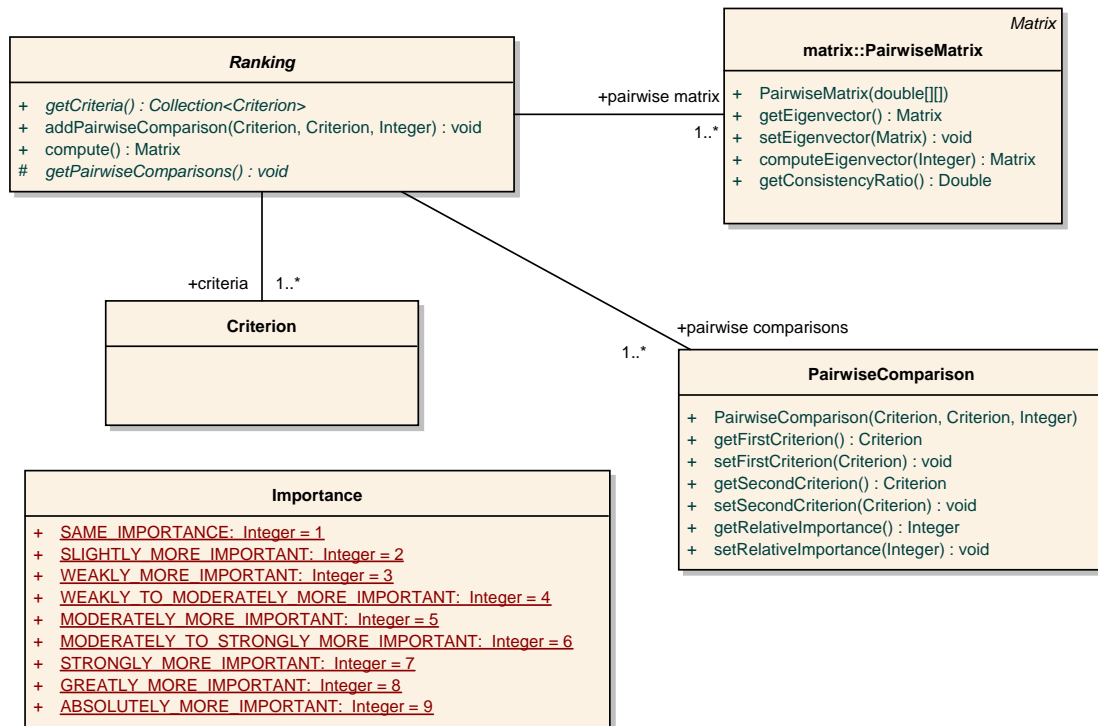 Ranking
+ getCriteria() : Collection<Criterion>
+ addPairwiseComparison(Criterion, Criterion, Integer) : void
+ compute() : Matrix
# getPairwiseComparisons() : void
Matrix
matrix::PairwiseMatrix
+ PairwiseMatrix(double[][])
+ getEigenvector() : Matrix
+ setEigenvector(Matrix) : void
+ computeEigenvector(Integer) : Matrix
+ getConsistencyRatio() : Double
+pairwise matrix
1..*
+criteria 1..*
Criterion
+pairwise comparisons
1..*
PairwiseComparison
+ PairwiseComparison(Criterion, Criterion, Integer)
+ getFirstCriterion() : Criterion
+ setFirstCriterion(Criterion) : void
+ getSecondCriterion() : Criterion
+ setSecondCriterion(Criterion) : void
+ getRelativeImportance() : Integer
+ setRelativeImportance(Integer) : void
Importance
+ SAME_IMPORTANCE: Integer = 1
+ SLIGHTLY_MORE_IMPORTANT: Integer = 2
+ WEAKLY_MORE_IMPORTANT: Integer = 3
+ WEAKLY_TO_MODERATELY_MORE_IMPORTANT: Integer = 4
+ MODERATELY_MORE_IMPORTANT: Integer = 5
+ MODERATELY_TO_STRONGLY_MORE_IMPORTANT: Integer = 6
+ STRONGLY_MORE_IMPORTANT: Integer = 7
+ GREATLY_MORE_IMPORTANT: Integer = 8
+ ABSOLUTELY_MORE_IMPORTANT: Integer = 9